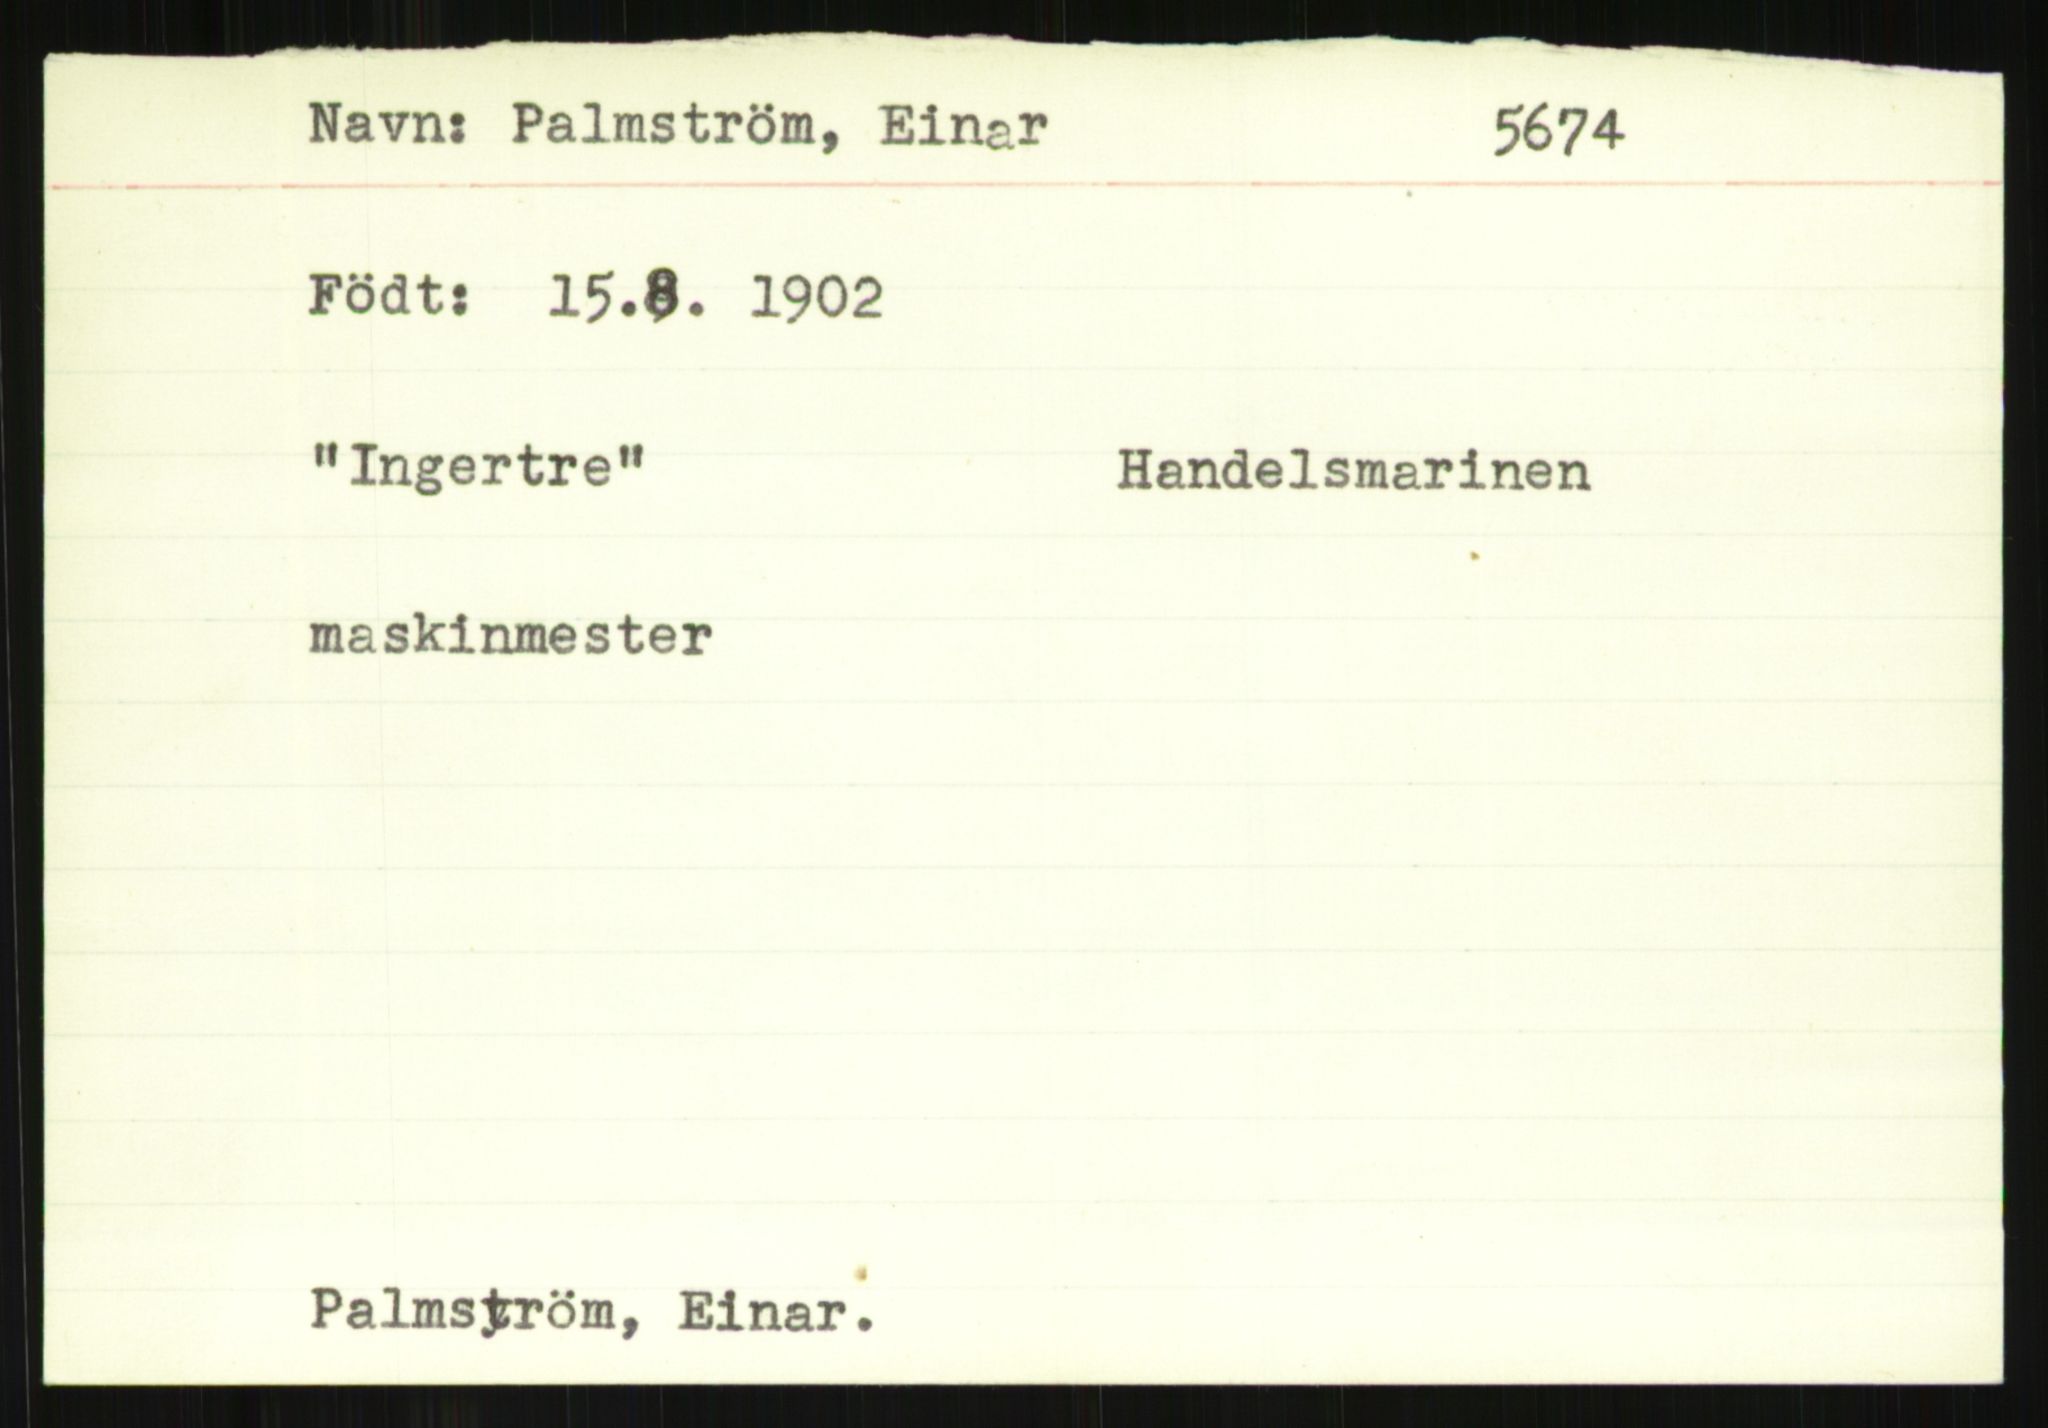 Navn: Palmström, Einar 5674
Födt: 15.8. 1902
"Ingertre" Handelsmarinen
maskinmester
Palmström, Einar.